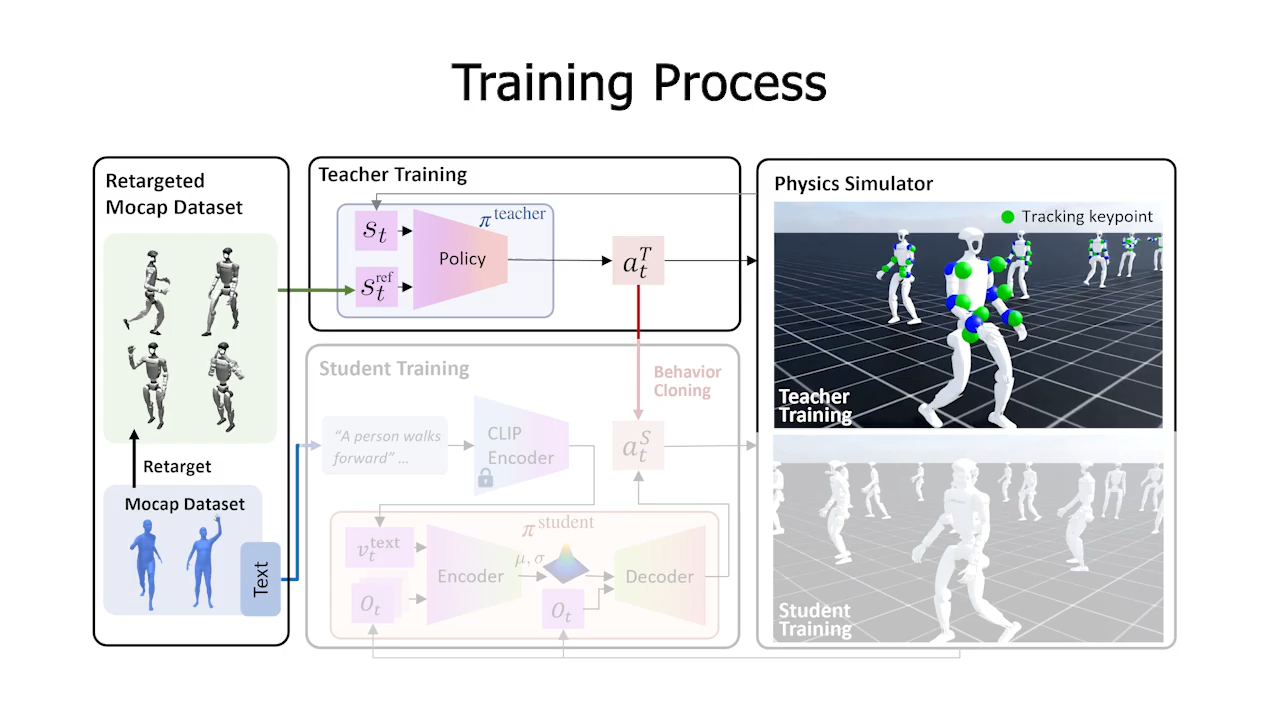 Training Process
Retargeted
Mocap Dataset
Retarget
Mocap Dataset
Text
Teacher Training
s_t
s_t^ref
Policy
π^teacher
a_t^T
Student Training
Behavior
Cloning
“A person walks
forward” ...
CLIP
Encoder
a_t^S
π^student
v_t^text
O_t
Encoder
μ, σ
O_t
Decoder
Physics Simulator
Tracking keypoint
Teacher
Training
Student
Training